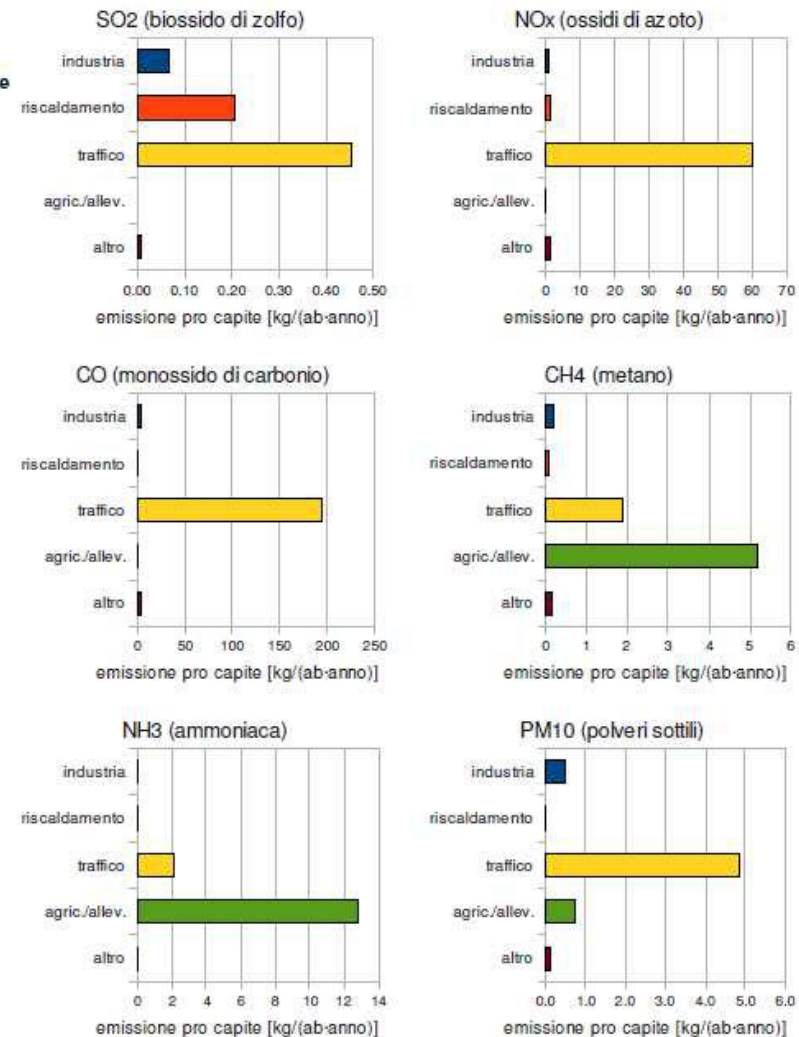 SO2 (biossido di zolfo)
e
industria
riscaldamento
traffico
agric./allev.
altro
0.00 0.10 0.20 0.30 0.40 0.50
emissione pro capite [kg/(ab·anno)]
NOx (ossidi di azoto)
industria
riscaldamento
traffico
agric./allev.
altro
0 10 20 30 40 50 60 70
emissione pro capite [kg/(ab·anno)]
CO (monossido di carbonio)
industria
riscaldamento
traffico
agric./allev.
altro
0 50 100 150 200 250
emissione pro capite [kg/(ab·anno)]
CH4 (metano)
industria
riscaldamento
traffico
agric./allev.
altro
0 1 2 3 4 5 6
emissione pro capite [kg/(ab·anno)]
NH3 (ammoniaca)
industria
riscaldamento
traffico
agric./allev.
altro
0 2 4 6 8 10 12 14
emissione pro capite [kg/(ab·anno)]
PM10 (polveri sottili)
industria
riscaldamento
traffico
agric./allev.
altro
0.0 1.0 2.0 3.0 4.0 5.0 6.0
emissione pro capite [kg/(ab·anno)]